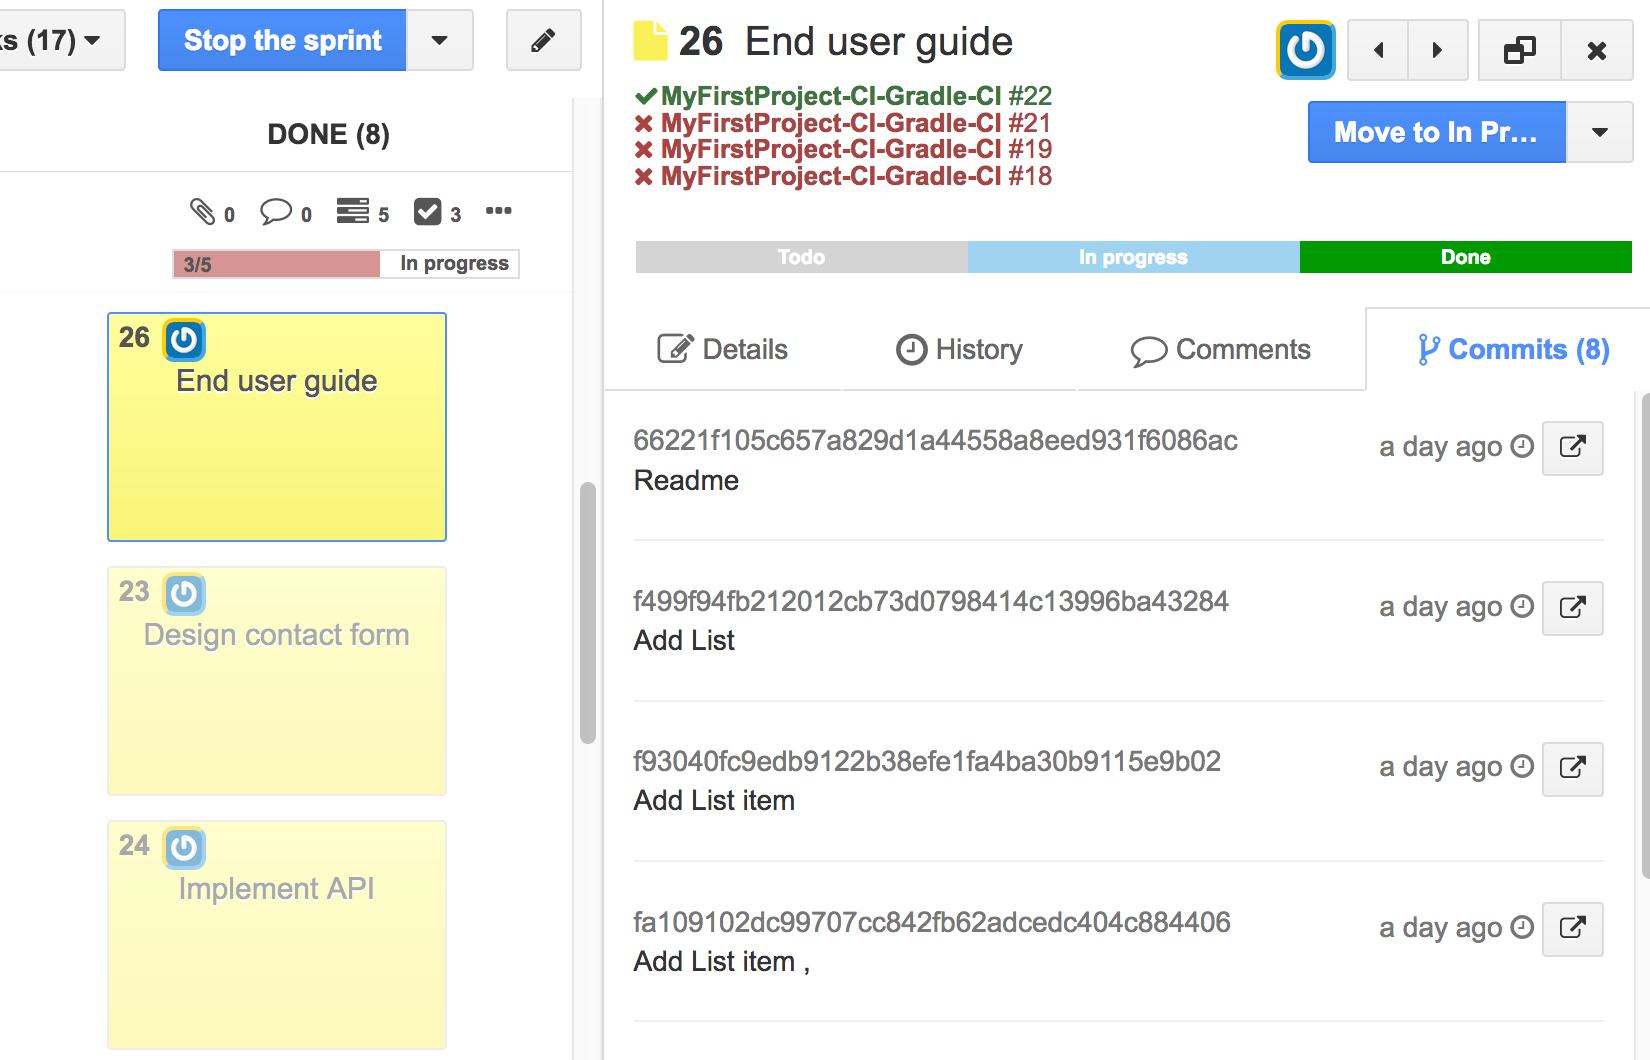 s (17)
Stop the sprint
DONE (8)
0 0 5 3
3/5 In progress
26
End user guide
23
Design contact form
24
Implement API
26 End user guide
MyFirstProject-CI-Gradle-CI #22
MyFirstProject-CI-Gradle-CI #21
MyFirstProject-CI-Gradle-CI #19
MyFirstProject-CI-Gradle-CI #18
Move to In Pr...
Todo In progress Done
Details History Comments Commits (8)
66221f105c657a829d1a44558a8eed931f6086ac a day ago
Readme
f499f94fb212012cb73d0798414c13996ba43284 a day ago
Add List
f93040fc9edb9122b38efe1fa4ba30b9115e9b02 a day ago
Add List item
fa109102dc99707cc842fb62adcedc404c884406 a day ago
Add List item ,